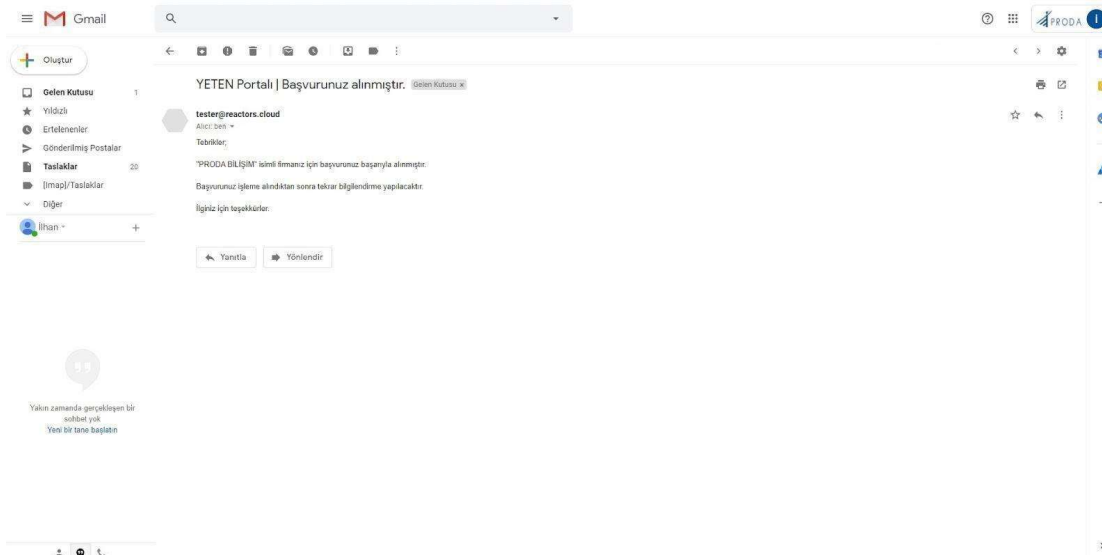 Gmail
PRODA
i
Oluştur
Gelen Kutusu 1
Yıldızlı
Ertelenenler
Gönderilmiş Postalar
Taslaklar 20
[Imap]/Taslaklar
Diğer
İlhan
YETEN Portalı | Başvurunuz alınmıştır. Gelen Kutusu x
tester@reactors.cloud
Alıcı: ben
Tebrikler;
"PRODA BİLİŞİM" isimli firmanız için başvurunuz başarıyla alınmıştır.
Başvurunuz işleme alındıktan sonra tekrar bilgilendirme yapılacaktır.
İlginiz için teşekkürler.
Yanıtla
Yönlendir
Yakın zamanda gerçekleşen bir
sohbet yok
Yeni bir tane başlatın